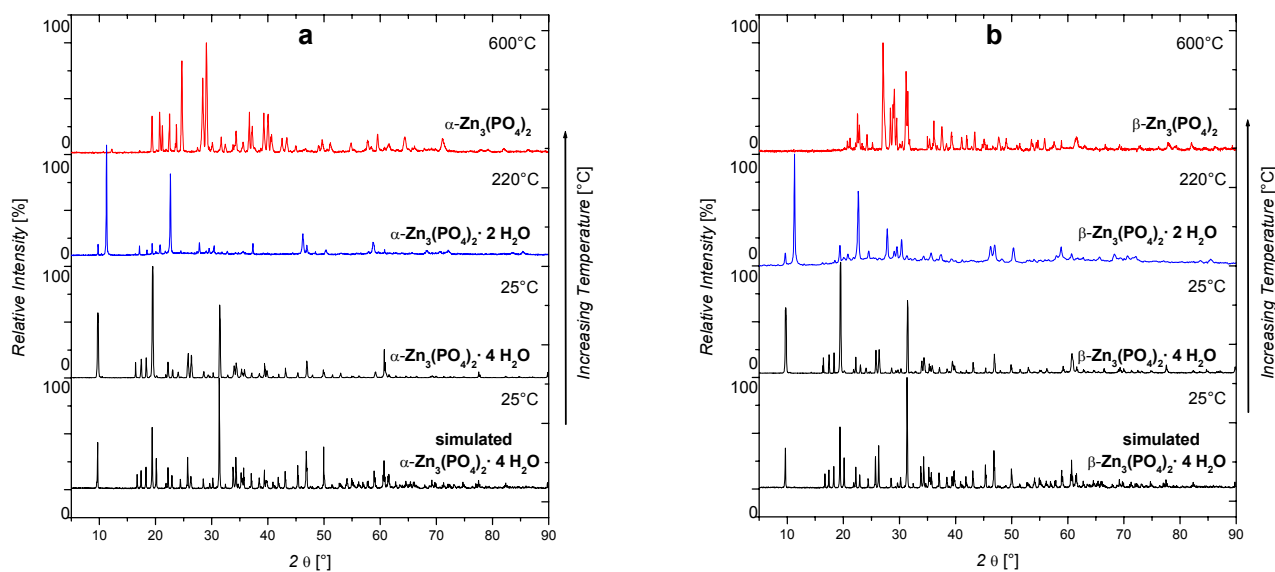 a
100
0
600°C
α-Zn₃(PO₄)₂
100
0
220°C
α-Zn₃(PO₄)₂· 2 H₂O
100
0
25°C
α-Zn₃(PO₄)₂· 4 H₂O
100
0
25°C
simulated
α-Zn₃(PO₄)₂· 4 H₂O
10 20 30 40 50 60 70 80 90
2 θ [°]
Relative Intensity [%]
Increasing Temperature [°C]
b
100
0
600°C
β-Zn₃(PO₄)₂
100
0
220°C
β-Zn₃(PO₄)₂· 2 H₂O
100
0
25°C
β-Zn₃(PO₄)₂· 4 H₂O
100
0
25°C
simulated
β-Zn₃(PO₄)₂· 4 H₂O
10 20 30 40 50 60 70 80 90
2 θ [°]
Relative Intensity [%]
Increasing Temperature [°C]